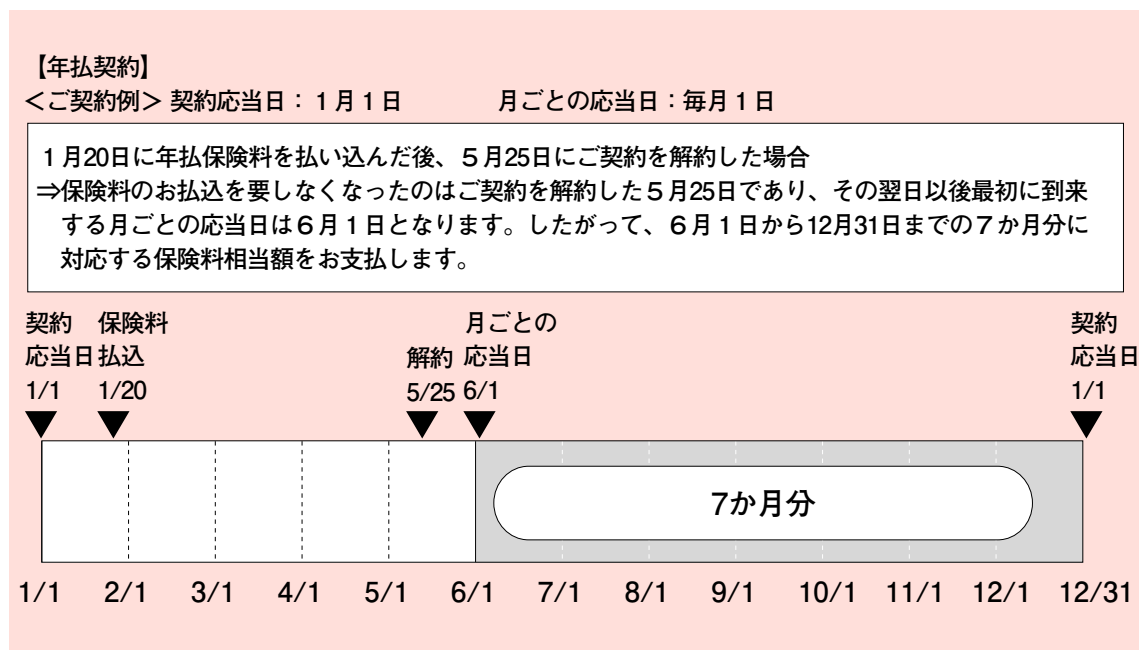 【年払契約】
<ご契約例> 契約応当日：1月1日　月ごとの応当日：毎月1日
1月20日に年払保険料を払い込んだ後、5月25日にご契約を解約した場合
⇒保険料のお払込を要しなくなったのはご契約を解約した5月25日であり、その翌日以後最初に到来
する月ごとの応当日は6月1日となります。したがって、6月1日から12月31日までの7か月分に
対応する保険料相当額をお支払します。
契約
応当日
1/1
保険料
払込
1/20
解約
5/25
月ごとの
応当日
6/1
契約
応当日
1/1
7か月分
1/1 2/1 3/1 4/1 5/1 6/1 7/1 8/1 9/1 10/1 11/1 12/1 12/31